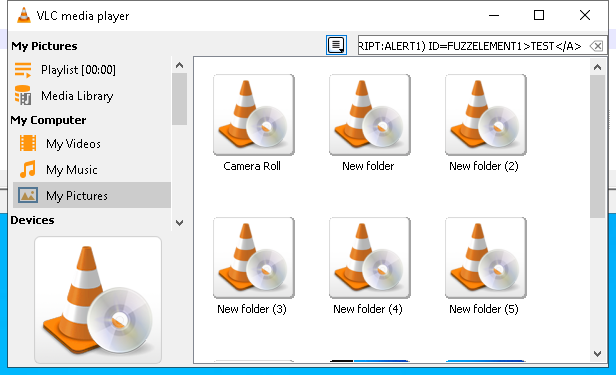 VLC media player
My Pictures
RIPT:ALERT1) ID=FUZZELEMENT1>TEST</A>
Playlist [00:00]
Media Library
My Computer
My Videos
My Music
My Pictures
Devices
Camera Roll
New folder
New folder (2)
New folder (3)
New folder (4)
New folder (5)